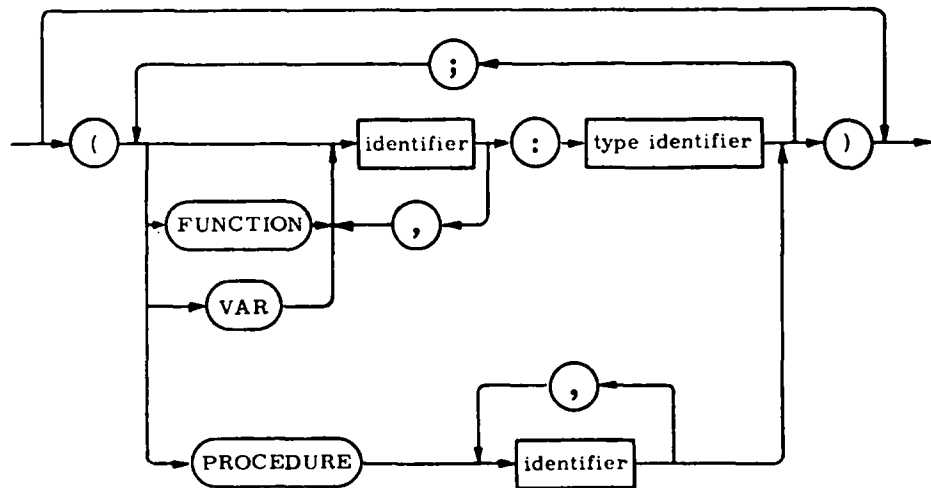 ;
( identifier : type identifier )
FUNCTION ,
VAR
,
PROCEDURE identifier